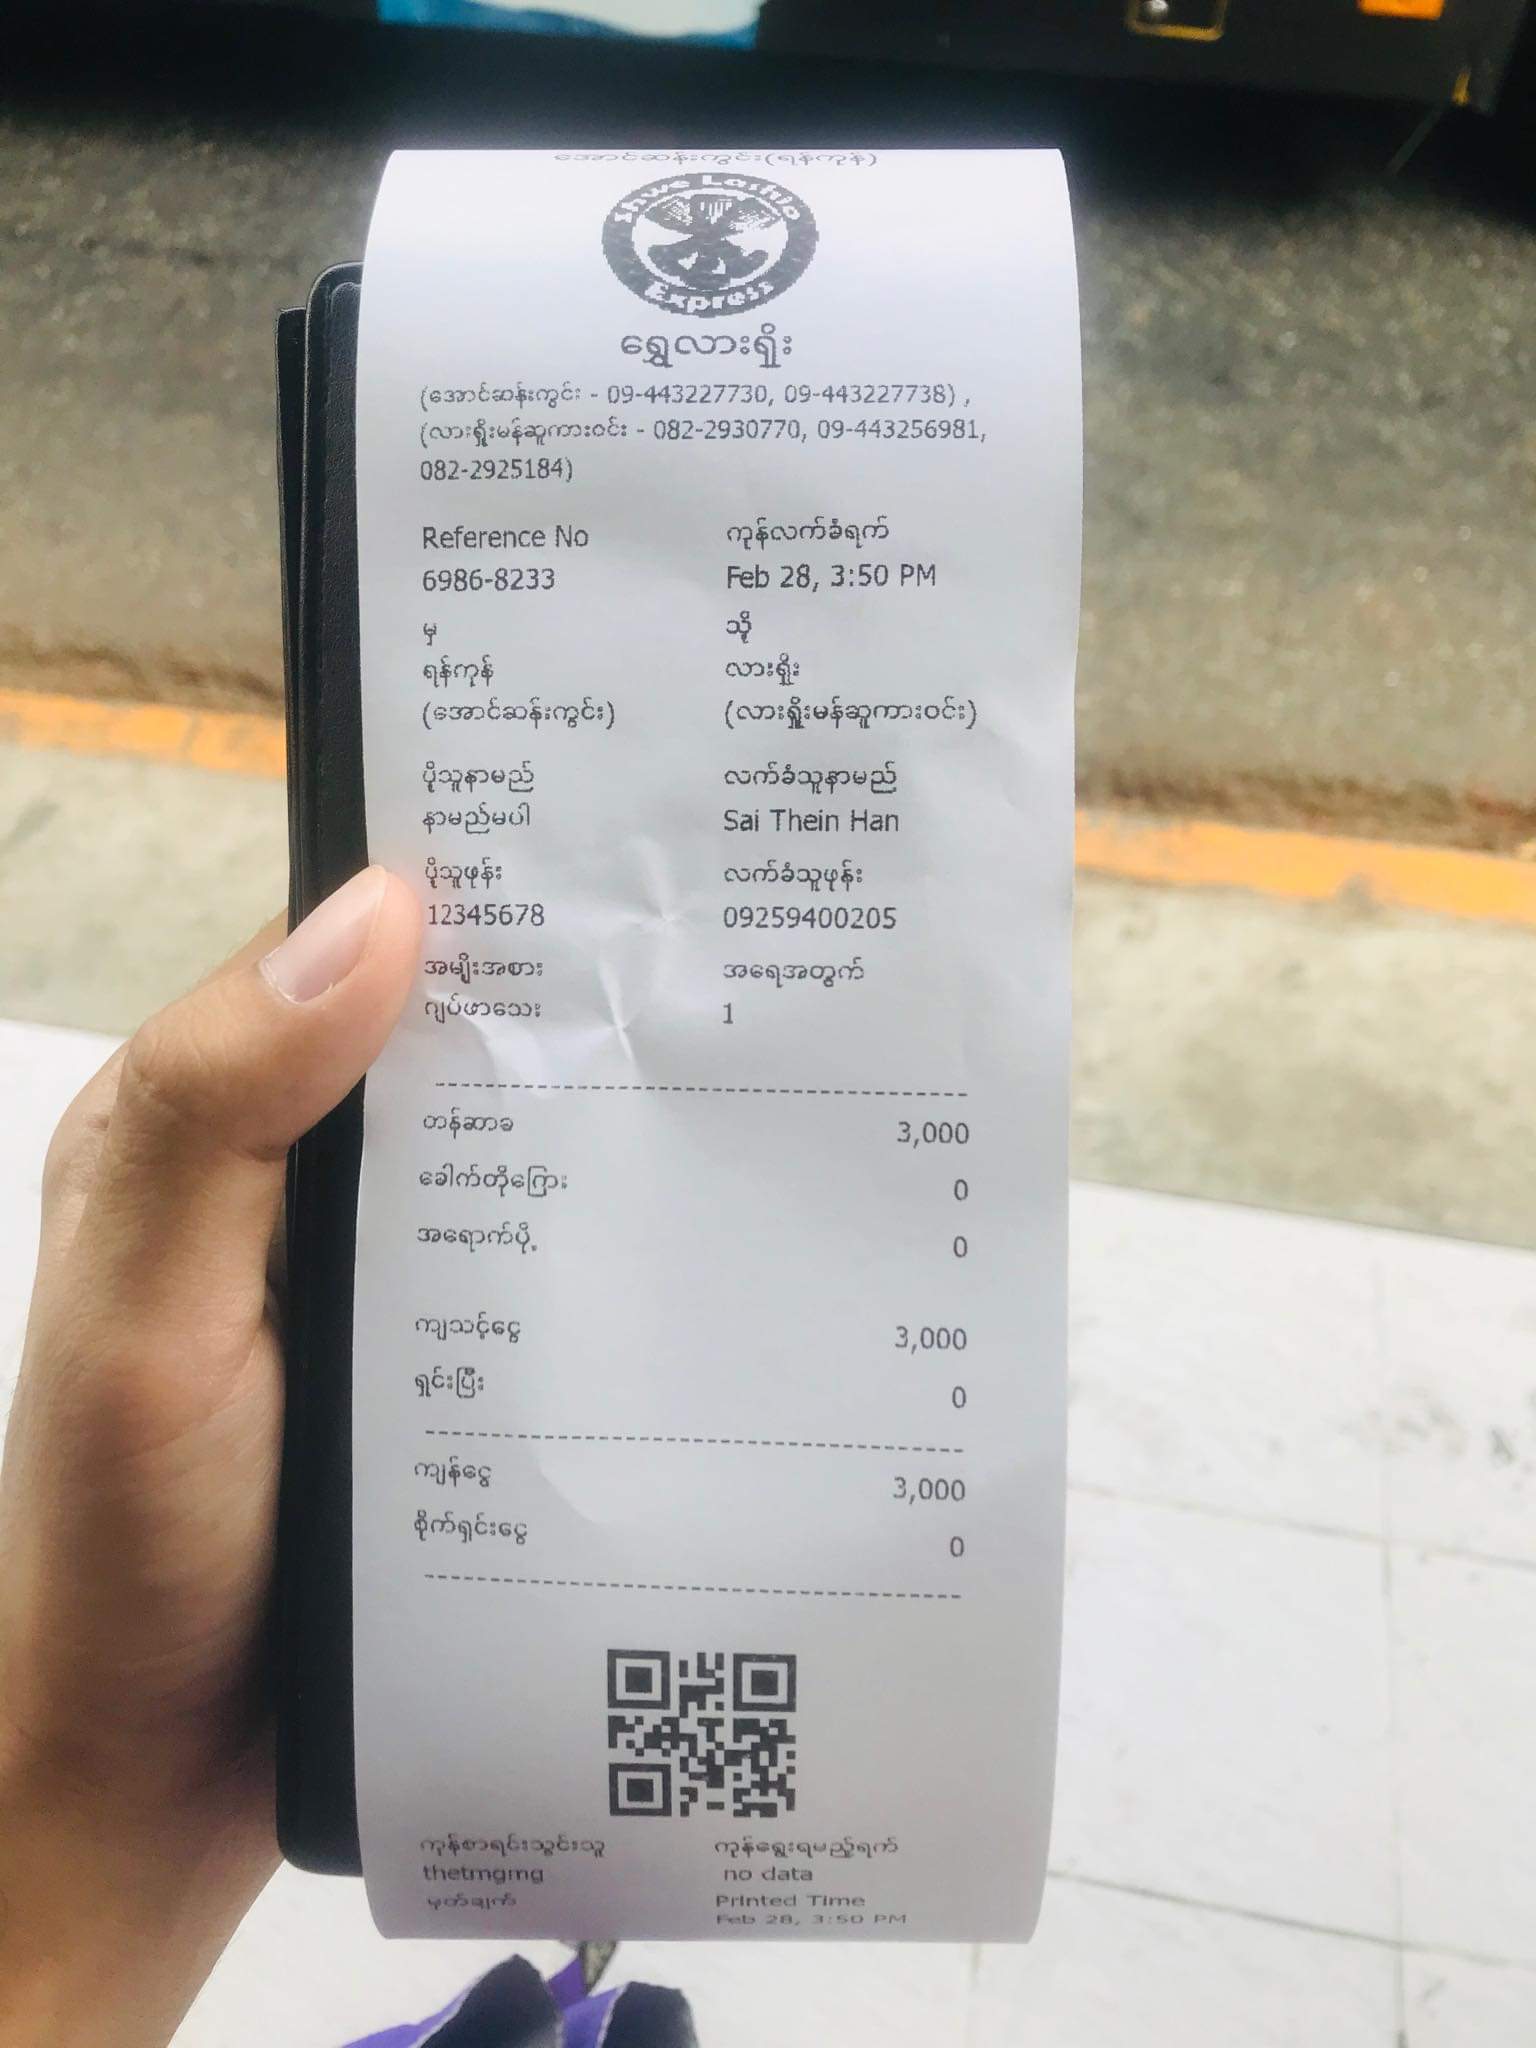 အောင်ဆန်းကွင်း(ရန်ကုန်)
Shwe Lashio
Express
ရွှေလားရှိုး
(အောင်ဆန်းကွင်း - 09-443227730, 09-443227738) ,
(လားရှိုးမန်ဆူကားဝင်း - 082-2930770, 09-443256981,
082-2925184)
Reference No ကုန်လက်ခံရက်
6986-8233 Feb 28, 3:50 PM
မှ သို့
ရန်ကုန် လားရှိုး
(အောင်ဆန်းကွင်း) (လားရှိုးမန်ဆူကားဝင်း)
ပို့သူနာမည် လက်ခံသူနာမည်
နာမည်မပါ Sai Thein Han
ပို့သူဖုန်း လက်ခံသူဖုန်း
12345678 09259400205
အမျိုးအစား အရေအတွက်
ဂျပ်ဖာသေး 1
တန်ဆာခ 3,000
ခေါက်တိုကြေး 0
အရောက်ပို့ 0
ကျသင့်ငွေ 3,000
ရှင်းပြီး 0
ကျန်ငွေ 3,000
စိုက်ရှင်းငွေ 0
ကုန်စာရင်းသွင်းသူ ကုန်ရွေးရမည့်ရက်
thetmgmg no data
မှတ်ချက် Printed Time
Feb 28, 3:50 PM